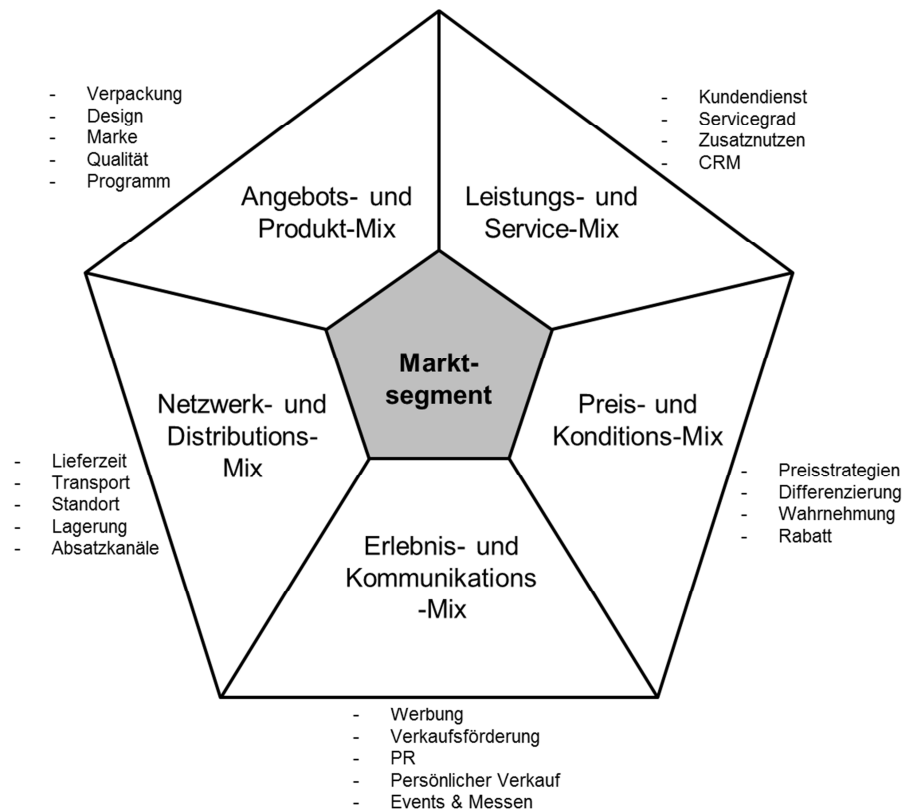 - Verpackung
- Design
- Marke
- Qualität
- Programm
- Kundendienst
- Servicegrad
- Zusatznutzen
- CRM
Angebots- und
Produkt-Mix
Leistungs- und
Service-Mix
Markt-
segment
Netzwerk- und
Distributions-
Mix
Preis- und
Konditions-Mix
- Lieferzeit
- Transport
- Standort
- Lagerung
- Absatzkanäle
- Preisstrategien
- Differenzierung
- Wahrnehmung
- Rabatt
Erlebnis- und
Kommunikations
-Mix
- Werbung
- Verkaufsförderung
- PR
- Persönlicher Verkauf
- Events & Messen